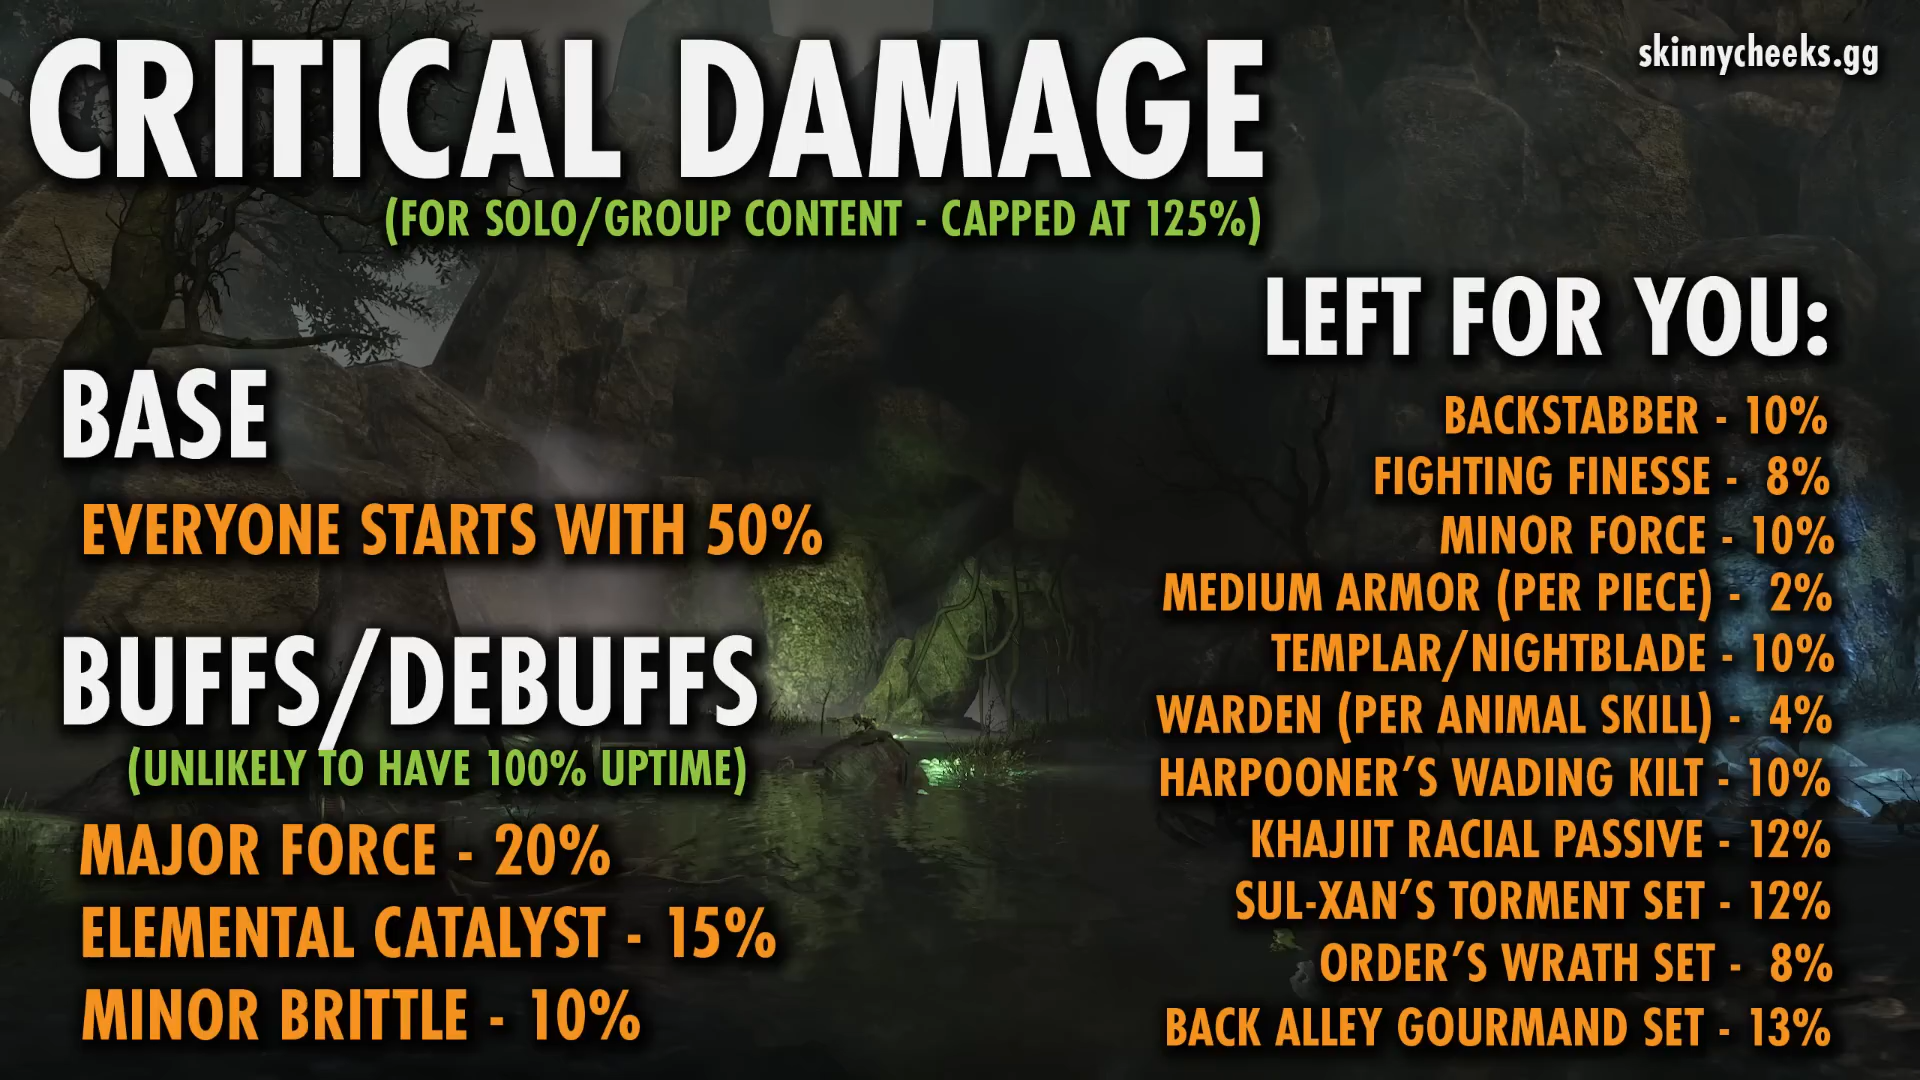 CRITICAL DAMAGE
skinnycheeks.gg
(FOR SOLO/GROUP CONTENT - CAPPED AT 125%)
BASE
EVERYONE STARTS WITH 50%
BUFFS/DEBUFFS
(UNLIKELY TO HAVE 100% UPTIME)
MAJOR FORCE - 20%
ELEMENTAL CATALYST - 15%
MINOR BRITTLE - 10%
LEFT FOR YOU:
BACKSTABBER - 10%
FIGHTING FINESSE - 8%
MINOR FORCE - 10%
MEDIUM ARMOR (PER PIECE) - 2%
TEMPLAR/NIGHTBLADE - 10%
WARDEN (PER ANIMAL SKILL) - 4%
HARPOONER'S WADING KILT - 10%
KHAJIIT RACIAL PASSIVE - 12%
SUL-XAN'S TORMENT SET - 12%
ORDER'S WRATH SET - 8%
BACK ALLEY GOURMAND SET - 13%